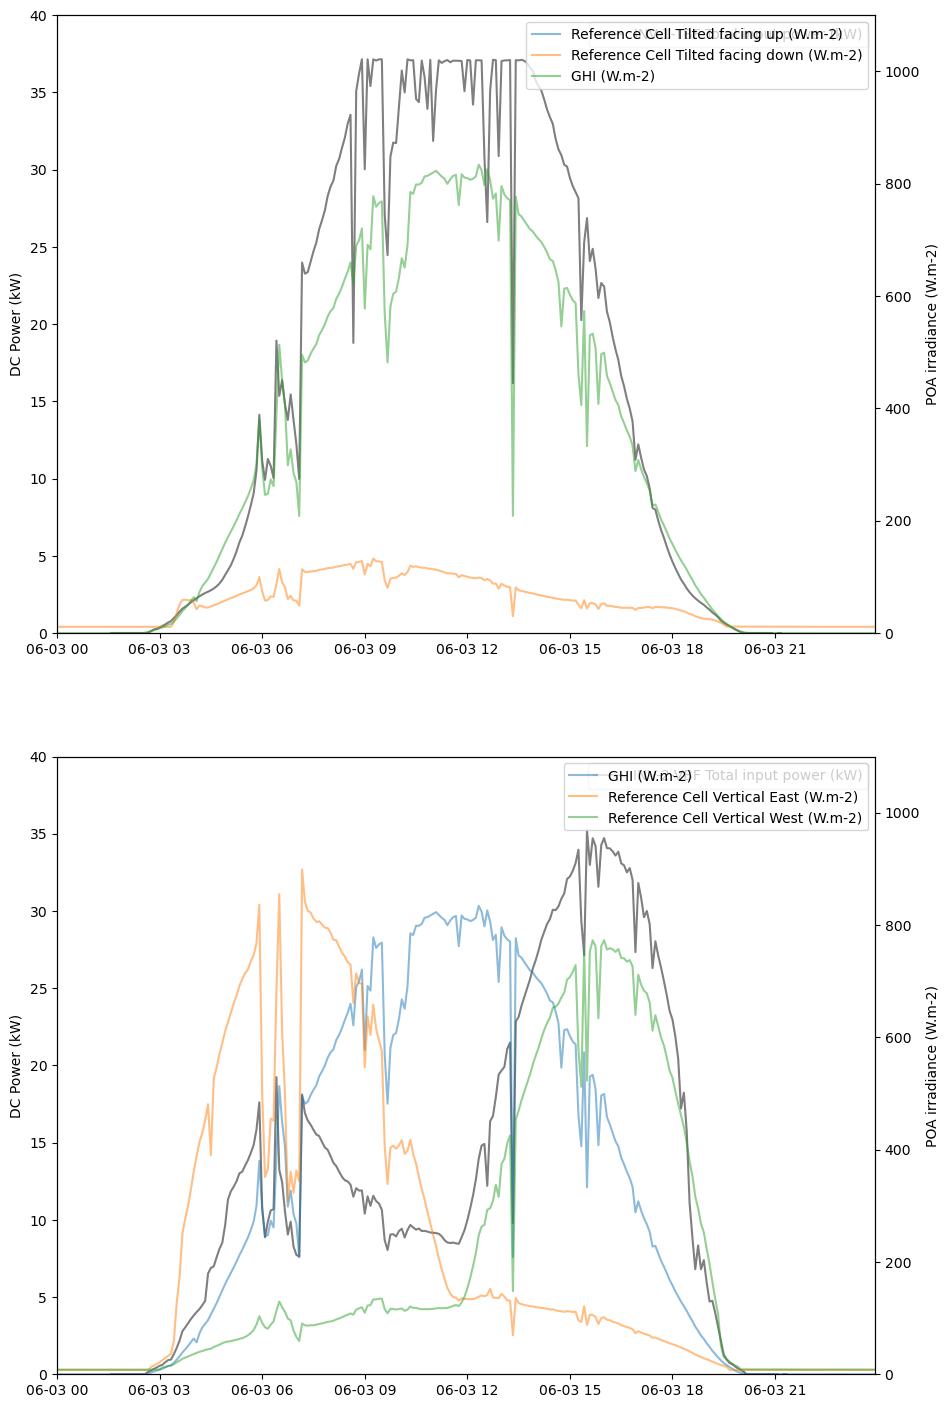 40
35
30
25
20
15
10
5
0
DC Power (kW)
Reference Cell Tilted facing up (W.m-2)
kW)
Reference Cell Tilted facing down (W.m-2)
GHI (W.m-2)
1000
800
600
400
200
0
POA irradiance (W.m-2)
06-03 00 06-03 03 06-03 06 06-03 09 06-03 12 06-03 15 06-03 18 06-03 21
40
35
30
25
20
15
10
5
0
DC Power (kW)
GHI (W.m-2)
Total input power (kW)
Reference Cell Vertical East (W.m-2)
Reference Cell Vertical West (W.m-2)
1000
800
600
400
200
0
POA irradiance (W.m-2)
06-03 00 06-03 03 06-03 06 06-03 09 06-03 12 06-03 15 06-03 18 06-03 21